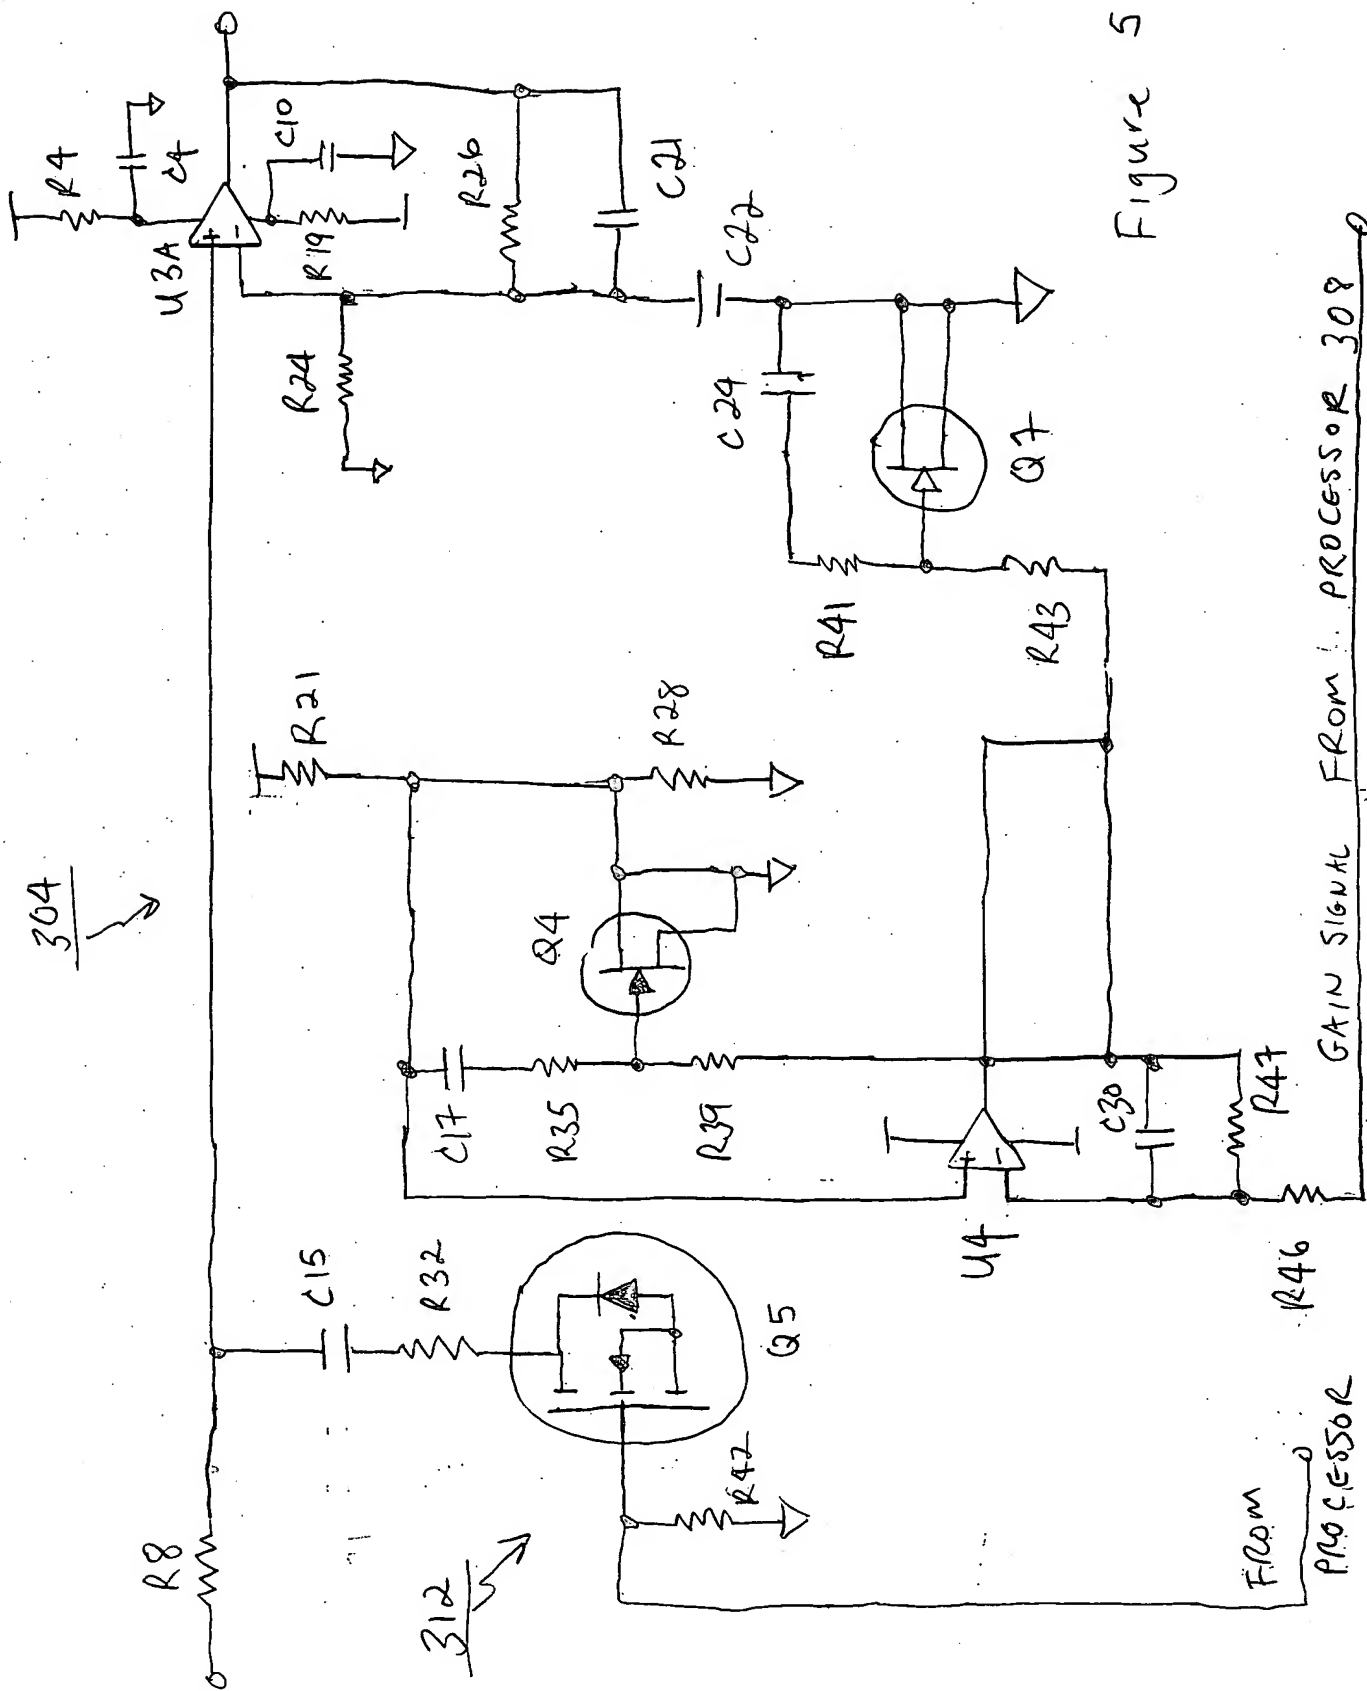 304
312
R8
C15
R32
Q5
R42
FROM
PROCESSOR
R21
R28
Q4
C17
R35
R39
U4
+
-
C30
R47
R46
GAIN SIGNAL FROM PROCESSOR 308
R4
C4
U3A
+
-
C10
R19
R24
R26
C21
C22
C24
Q7
R41
R43
Figure 5